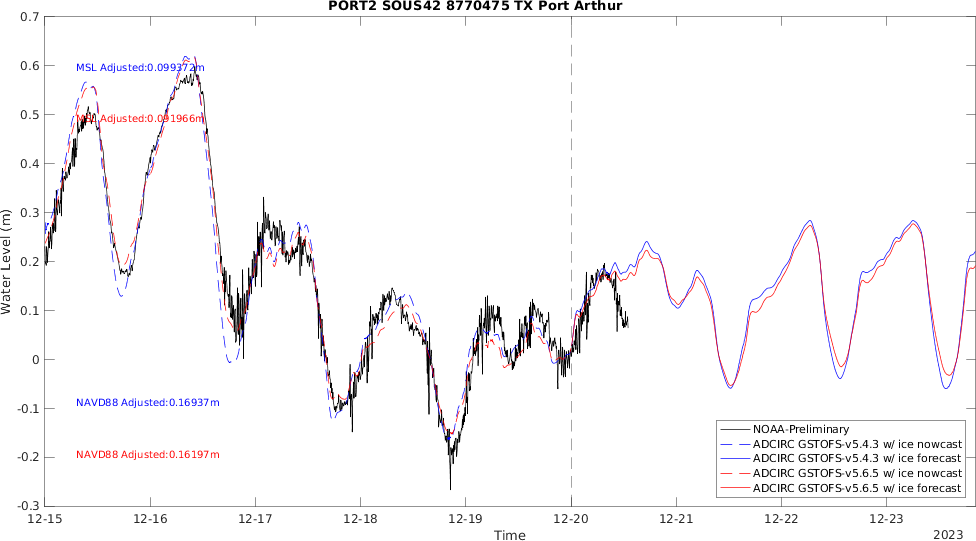 PORT2 SOUS42 8770475 TX Port Arthur
0.7
0.6
0.5
0.4
0.3
0.2
0.1
0
-0.1
-0.2
-0.3
Water Level (m)
MSL Adjusted:0.099372m
MSL Adjusted:0.091966m
NAVD88 Adjusted:0.16937m
NAVD88 Adjusted:0.16197m
NOAA-Preliminary
ADCIRC GSTOFS-v5.4.3 w/ ice nowcast
ADCIRC GSTOFS-v5.4.3 w/ ice forecast
ADCIRC GSTOFS-v5.6.5 w/ ice nowcast
ADCIRC GSTOFS-v5.6.5 w/ ice forecast
12-15 12-16 12-17 12-18 12-19 12-20 12-21 12-22 12-23
Time
2023